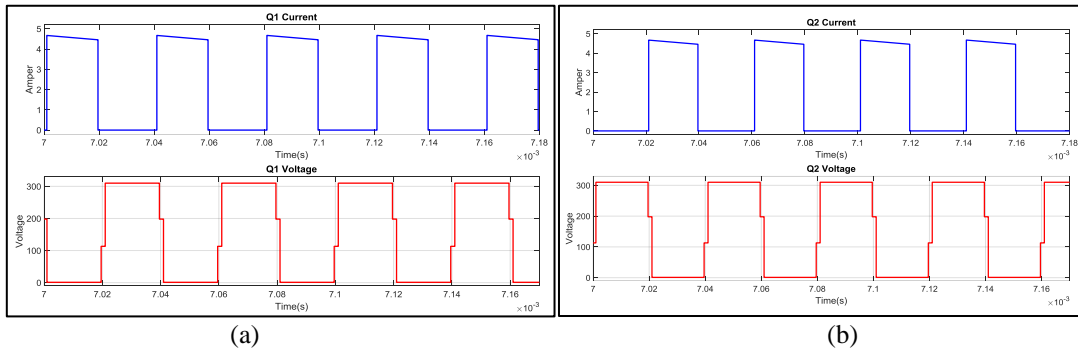 Q1 Current
5
4
3
2
1
0
Amper
7 7.02 7.04 7.06 7.08 7.1 7.12 7.14 7.16 7.18
Time(s)
×10⁻³
Q1 Voltage
300
200
100
0
Voltage
7 7.02 7.04 7.06 7.08 7.1 7.12 7.14 7.16
Time(s)
×10⁻³
(a)
Q2 Current
5
4
3
2
1
0
Amper
7 7.02 7.04 7.06 7.08 7.1 7.12 7.14 7.16 7.18
Time(s)
×10⁻³
Q2 Voltage
300
200
100
0
Voltage
7 7.02 7.04 7.06 7.08 7.1 7.12 7.14 7.16
Time(s)
×10⁻³
(b)